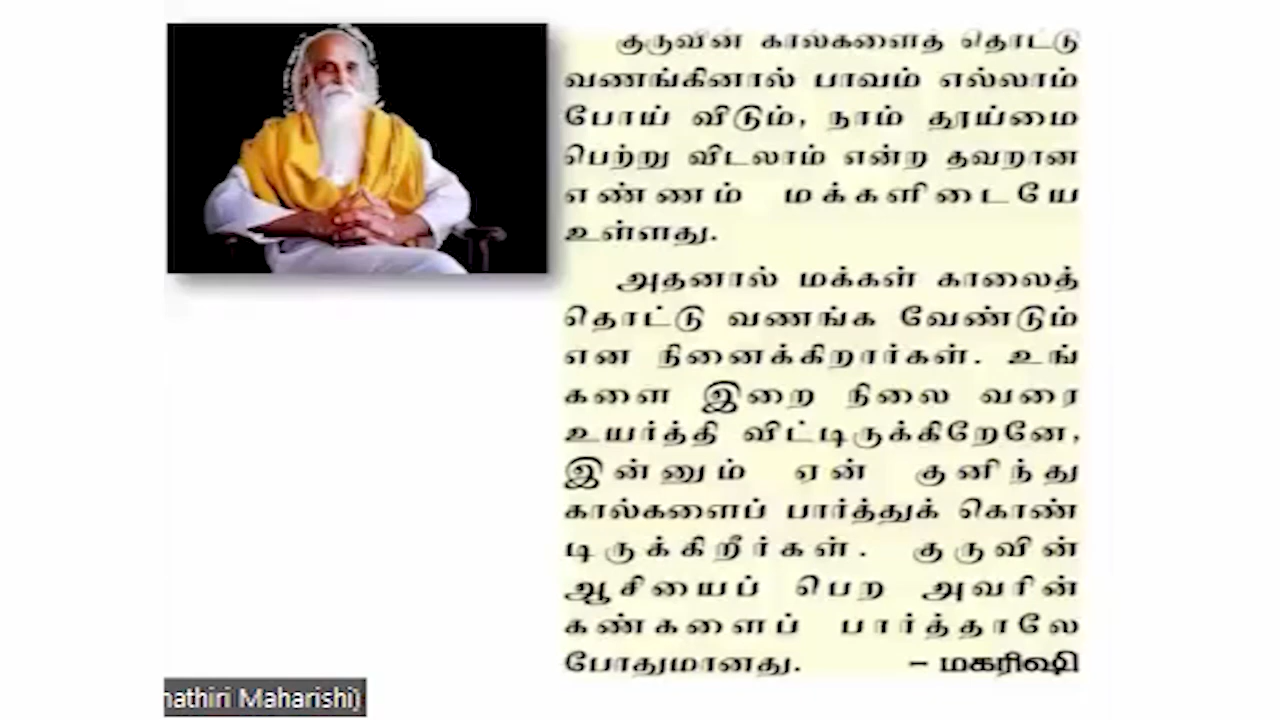 குருவின் கால்களைத் தொட்டு
வணங்கினால் பாவம் எல்லாம்
போய் விடும், நாம் தூய்மை
பெற்று விடலாம் என்ற தவறான
எண்ணம் மக்களிடையே
உள்ளது.
அதனால் மக்கள் காலைத்
தொட்டு வணங்க வேண்டும்
என நினைக்கிறார்கள். உங்
களை இறை நிலை வரை
உயர்த்தி விட்டிருக்கிறேனே,
இன்னும் ஏன் குனிந்து
கால்களைப் பார்த்துக் கொண்
டிருக்கிறீர்கள். குருவின்
ஆசியைப் பெற அவரின்
கண்களைப் பார்த்தாலே
போதுமானது. – மகரிஷி
nathiri Maharishi)